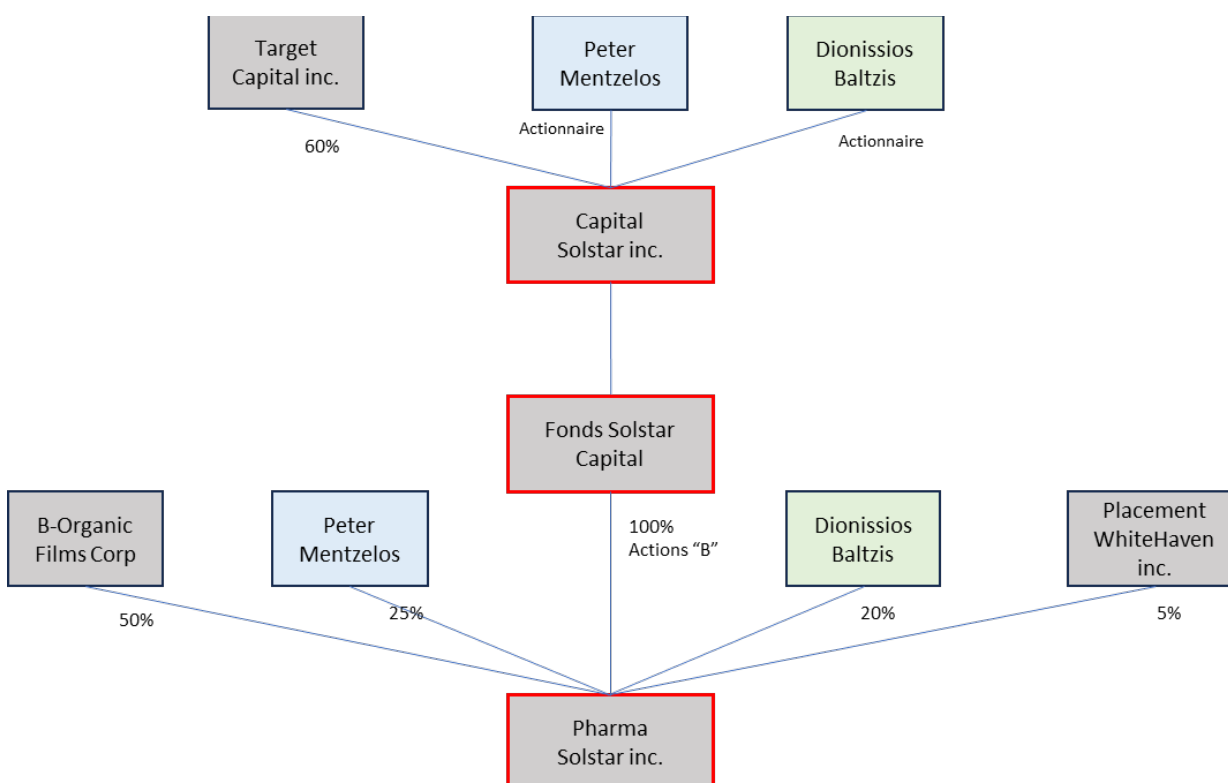 Target
Capital inc.
Peter
Mentzelos
Dionissios
Baltzis
60%
Actionnaire
Actionnaire
Capital
Solstar inc.
Fonds Solstar
Capital
B-Organic
Films Corp
Peter
Mentzelos
100%
Actions “B”
Dionissios
Baltzis
Placement
WhiteHaven
inc.
50%
25%
20%
5%
Pharma
Solstar inc.